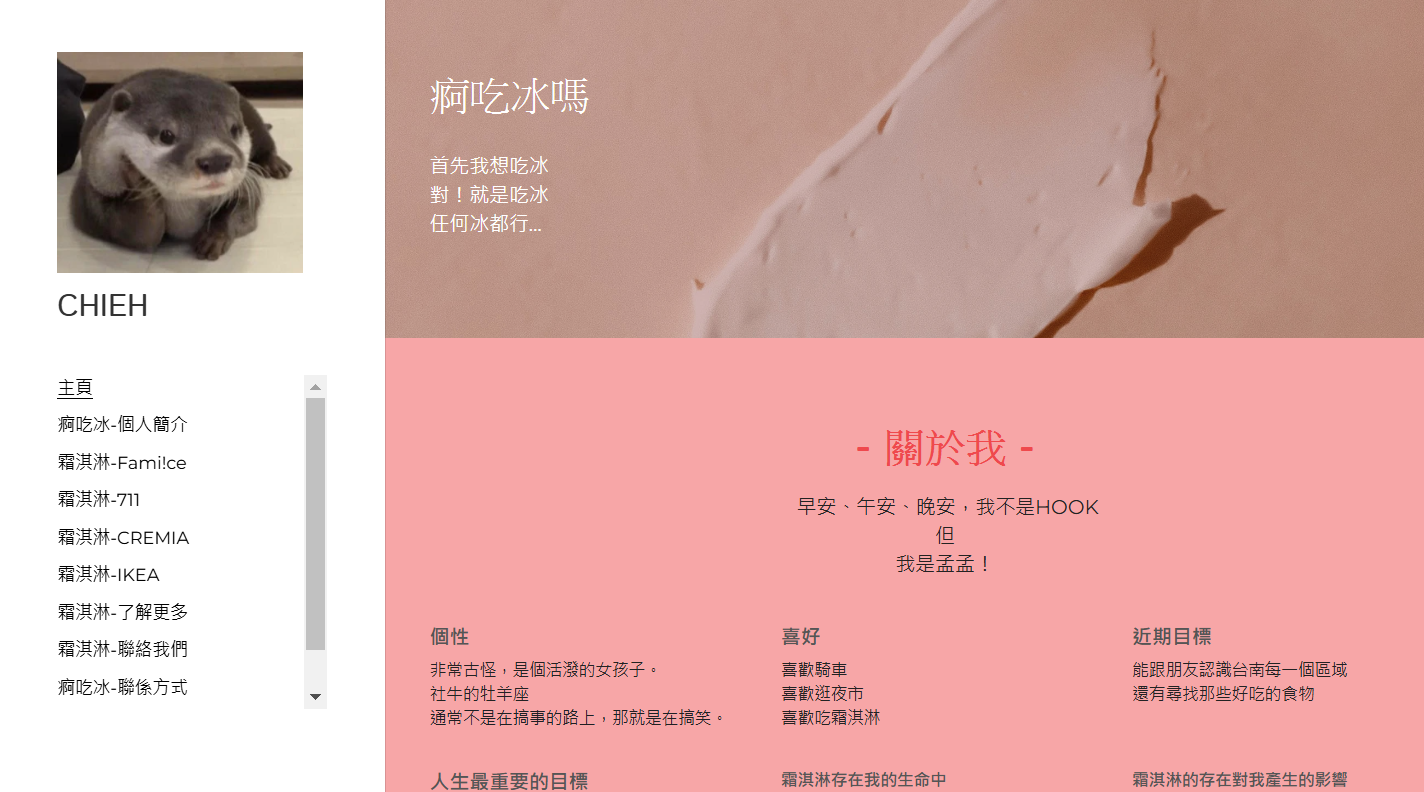 CHIEH
主頁
痾吃冰-個人簡介
霜淇淋-Fami!ce
霜淇淋-711
霜淇淋-CREMIA
霜淇淋-IKEA
霜淇淋-了解更多
霜淇淋-聯絡我們
痾吃冰-聯係方式
痾吃冰嗎
首先我想吃冰
對！就是吃冰
任何冰都行...
- 關於我 -
早安、午安、晚安，我不是HOOK
但
我是孟孟！
個性
非常古怪，是個活潑的女孩子。
社牛的牡羊座
通常不是在搞事的路上，那就是在搞笑。
喜好
喜歡騎車
喜歡逛夜市
喜歡吃霜淇淋
近期目標
能跟朋友認識台南每一個區域
還有尋找那些好吃的食物
人生最重要的目標
霜淇淋存在我的生命中
霜淇淋的存在對我產生的影響